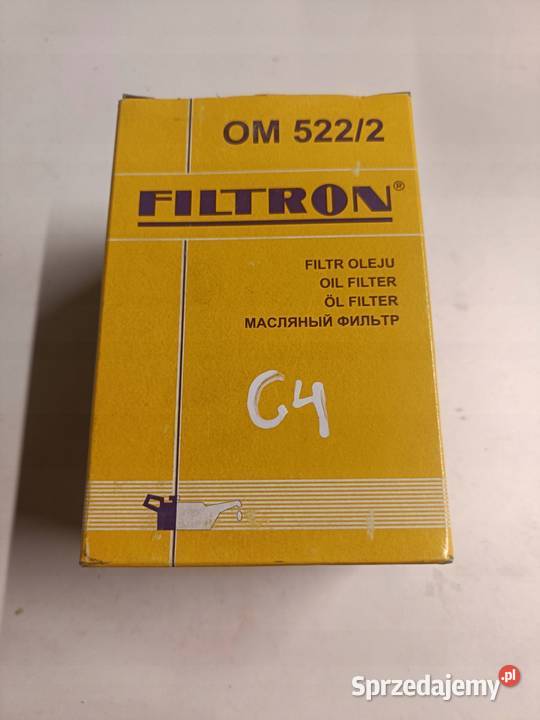 OM 522/2
FILTRON®
FILTR OLEJU
OIL FILTER
ÖL FILTER
МАСЛЯНЫЙ ФИЛЬТР
C4
Sprzedajemy.pl